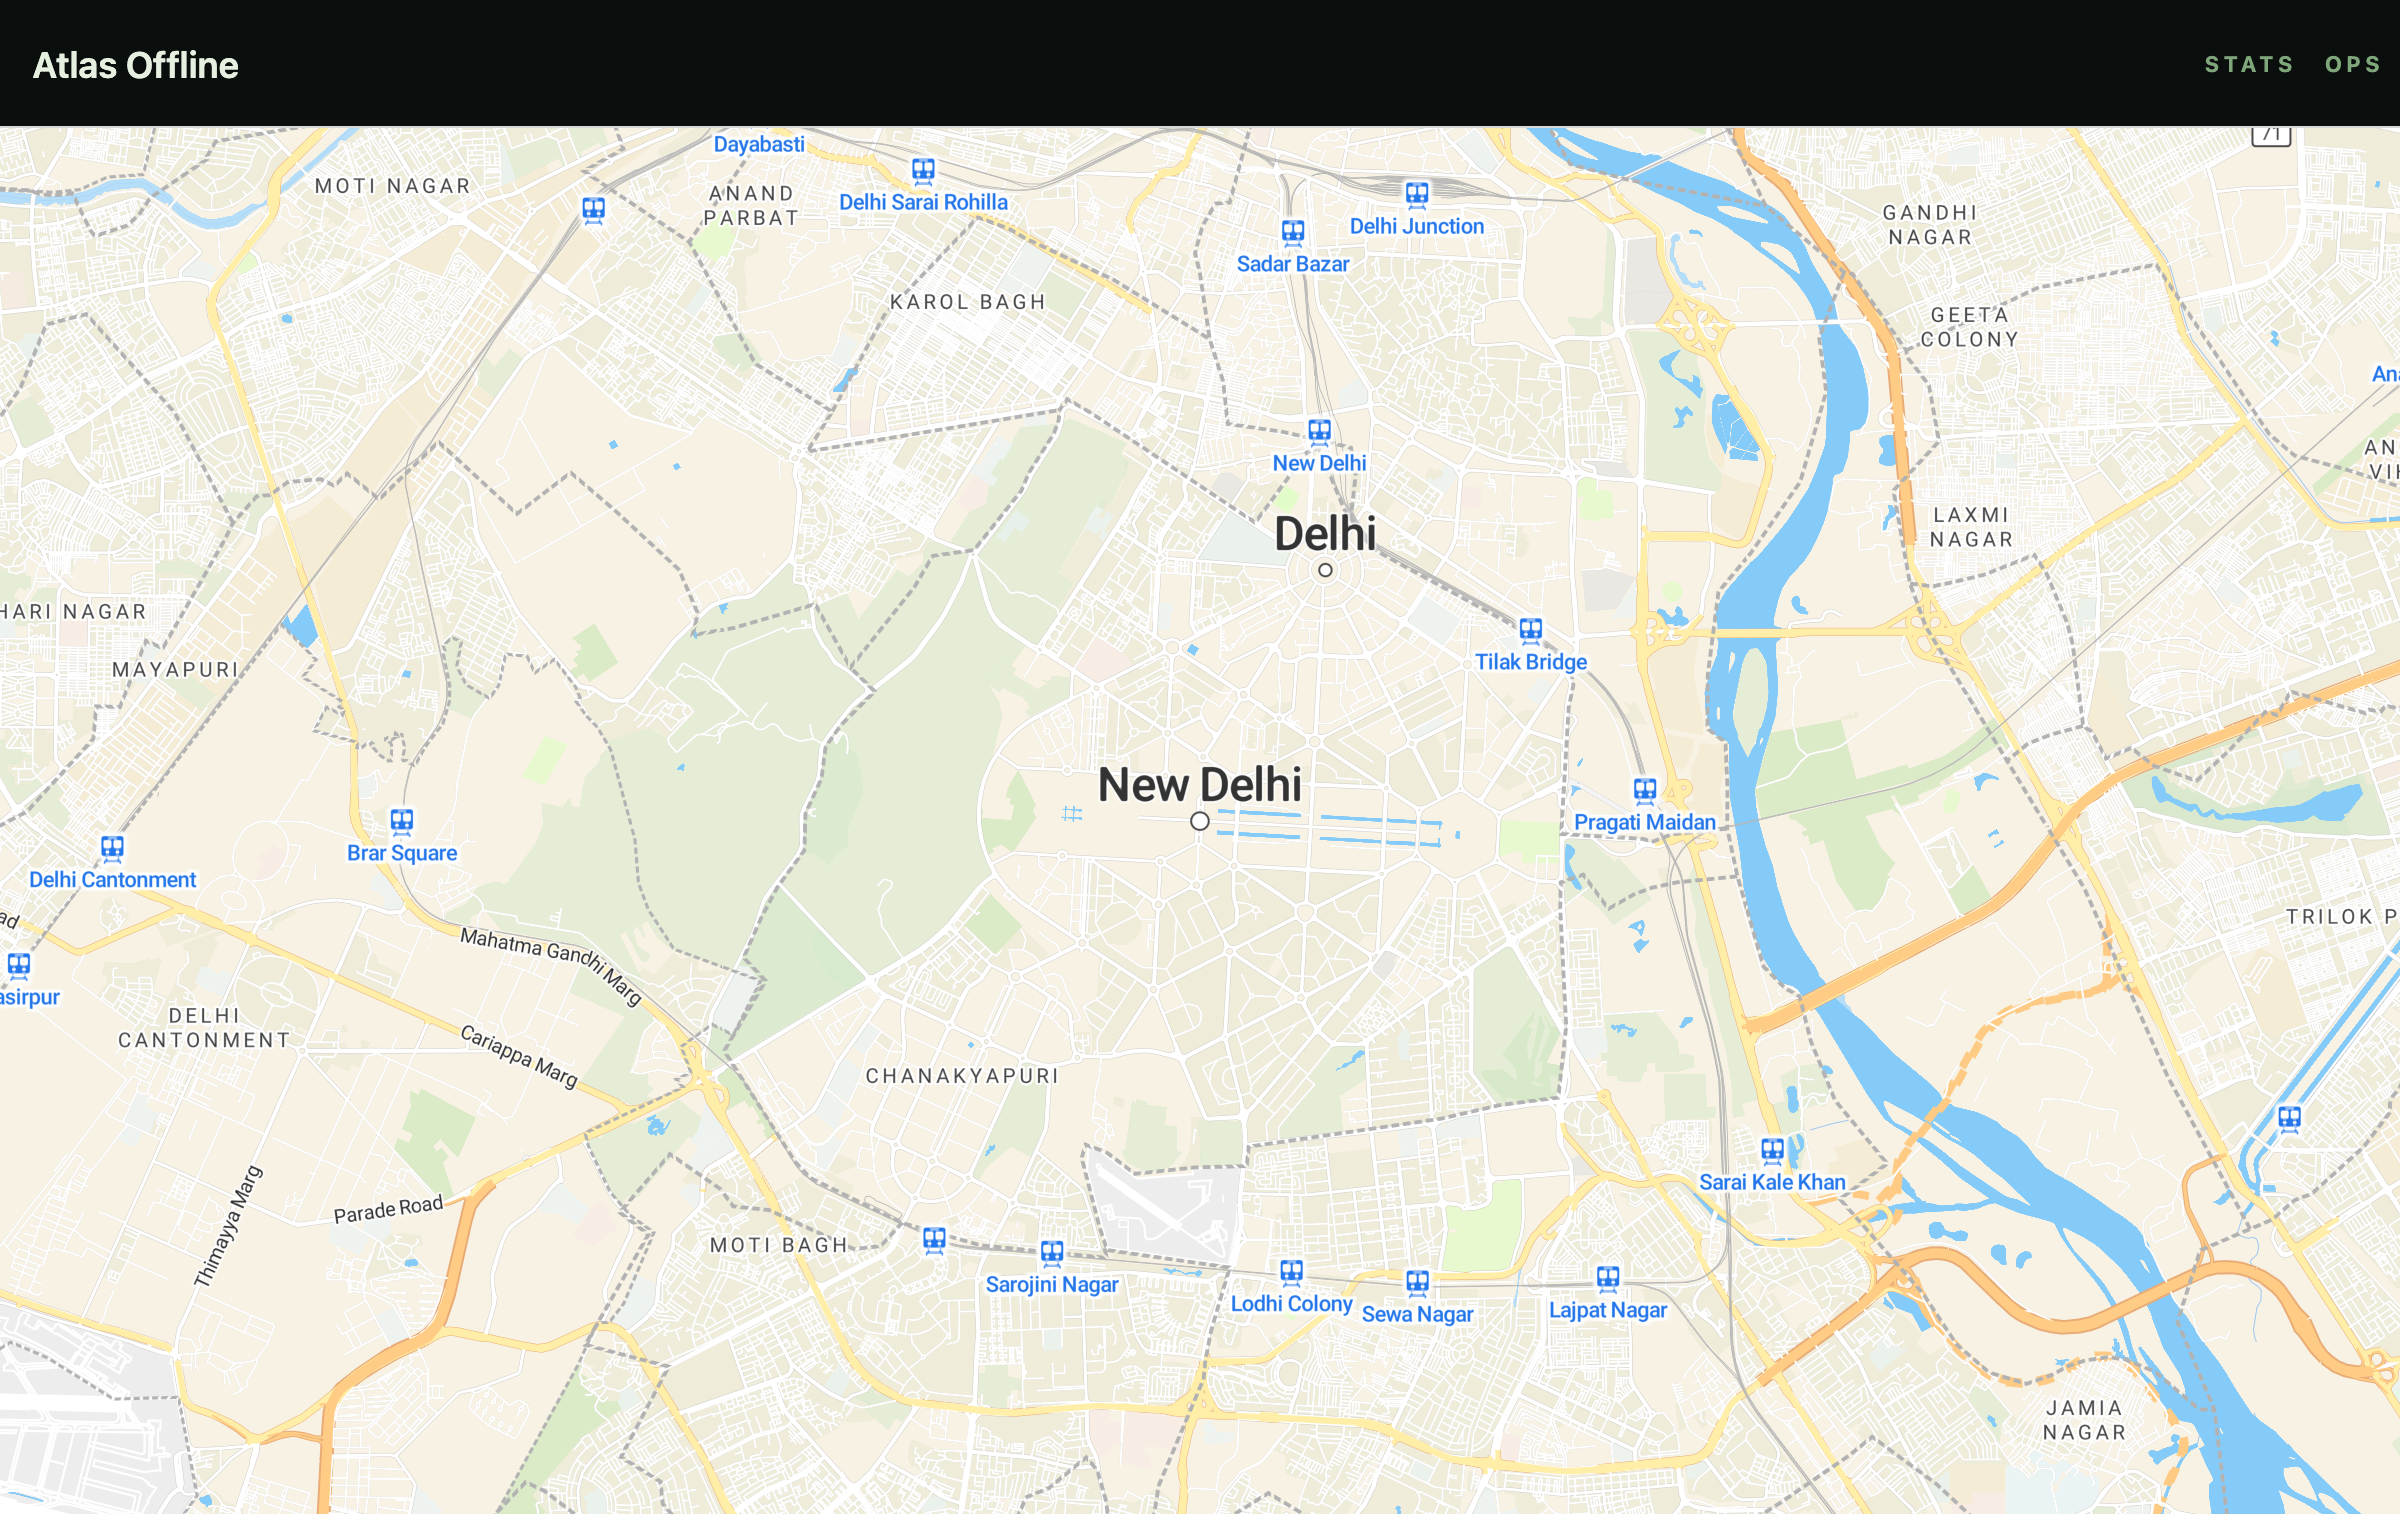 Atlas Offline
STATS OPS
71
Dayabasti
MOTI NAGAR
ANAND
PARBAT
Delhi Sarai Rohilla
Delhi Junction
GANDHI
NAGAR
Sadar Bazar
KAROL BAGH
GEETA
COLONY
New Delhi
LAXMI
NAGAR
Delhi
HARI NAGAR
MAYAPURI
Tilak Bridge
New Delhi
Pragati Maidan
Brar Square
Delhi Cantonment
TRILOK P
Mahatma Gandhi Marg
asirpur
DELHI
CANTONMENT
Cariappa Marg
CHANAKYAPURI
Sarai Kale Khan
Parade Road
Thimayya Marg
MOTI BAGH
Sarojini Nagar
Lodhi Colony
Sewa Nagar
Lajpat Nagar
JAMIA
NAGAR